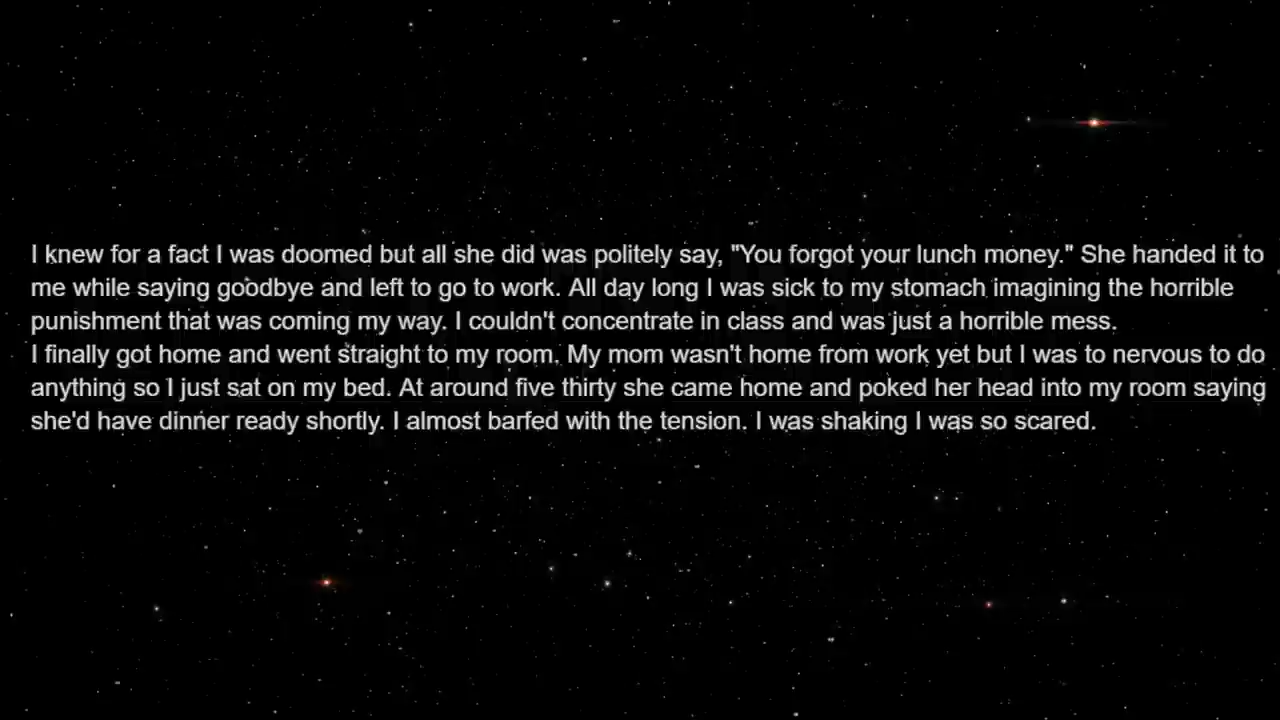 I knew for a fact I was doomed but all she did was politely say, "You forgot your lunch money." She handed it to
me while saying goodbye and left to go to work. All day long I was sick to my stomach imagining the horrible
punishment that was coming my way. I couldn't concentrate in class and was just a horrible mess.
I finally got home and went straight to my room. My mom wasn't home from work yet but I was to nervous to do
anything so I just sat on my bed. At around five thirty she came home and poked her head into my room saying
she'd have dinner ready shortly. I almost barfed with the tension. I was shaking I was so scared.